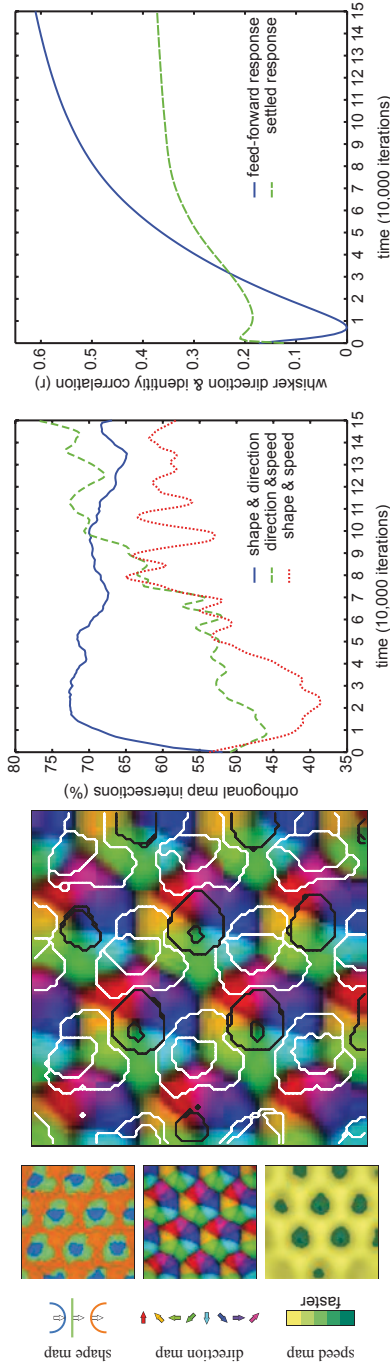 shape map
direction map
speed map
faster
orthogonal map intersections (%)
80
75
70
65
60
55
50
45
40
35
0 1 2 3 4 5 6 7 8 9 10 11 12 13 14 15
time (10,000 iterations)
shape & direction
direction &speed
shape & speed
whisker direction & identity correlation (r)
0.6
0.5
0.4
0.3
0.2
0.1
0
0 1 2 3 4 5 6 7 8 9 10 11 12 13 14 15
time (10,000 iterations)
feed-forward response
settled response